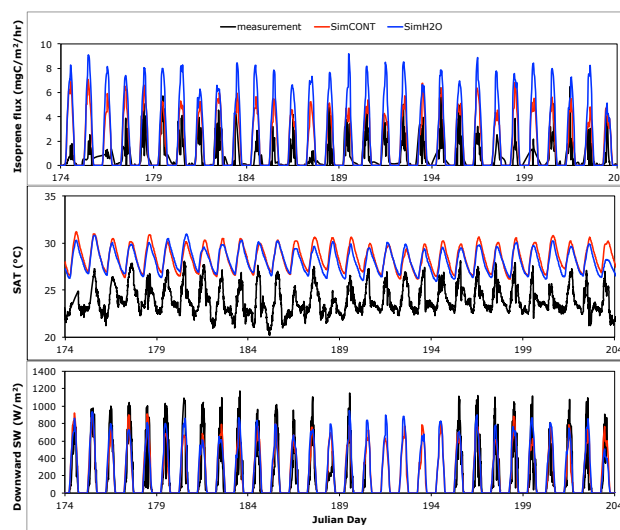 measurement SimCONT SimH2O
Isoprene flux (mgC/m²/hr)
10
8
6
4
2
0
174 179 184 189 194 199 204
SAT (°C)
35
30
25
20
174 179 184 189 194 199 204
Downward SW (W/m²)
1400
1200
1000
800
600
400
200
0
174 179 184 189 194 199 204
Julian Day